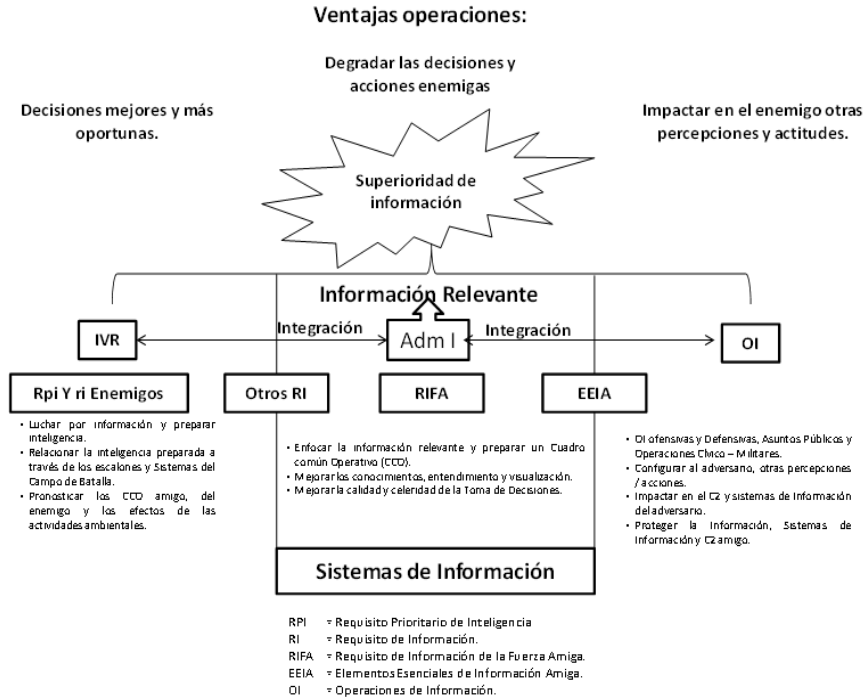 Ventajas operaciones:
Degradar las decisiones y
acciones enemigas
Decisiones mejores y más
oportunas.
Impactar en el enemigo otras
percepciones y actitudes.
Superioridad de
información
Información Relevante
IVR
Integración
Adm I
Integración
OI
Rpi Y ri Enemigos
Otros RI
RIFA
EEIA
• Luchar por información y preparar
inteligencia.
• Relacionar la inteligencia preparada a
través de los escalones y Sistemas del
Campo de Batalla.
• Pronosticar los CCO amigo, del
enemigo y los efectos de las
actividades ambientales.
• Enfocar la información relevante y preparar un Cuadro
común Operativo (CCO).
• Mejorar los conocimientos, entendimiento y visualización.
• Mejorar la calidad y celeridad de la Toma de Decisiones.
• OI ofensivas y Defensivas, Asuntos Públicos y
Operaciones Cívico – Militares.
• Configurar al adversario, otras percepciones
/ acciones.
• Impactar en el C2 y sistemas de Información
del adversario.
• Proteger la Información, Sistemas de
Información y C2 amigo.
Sistemas de Información
RPI = Requisito Prioritario de Inteligencia
RI = Requisito de Información.
RIFA = Requisito de Información de la Fuerza Amiga.
EEIA = Elementos Esenciales de Información Amiga.
OI = Operaciones de Información.